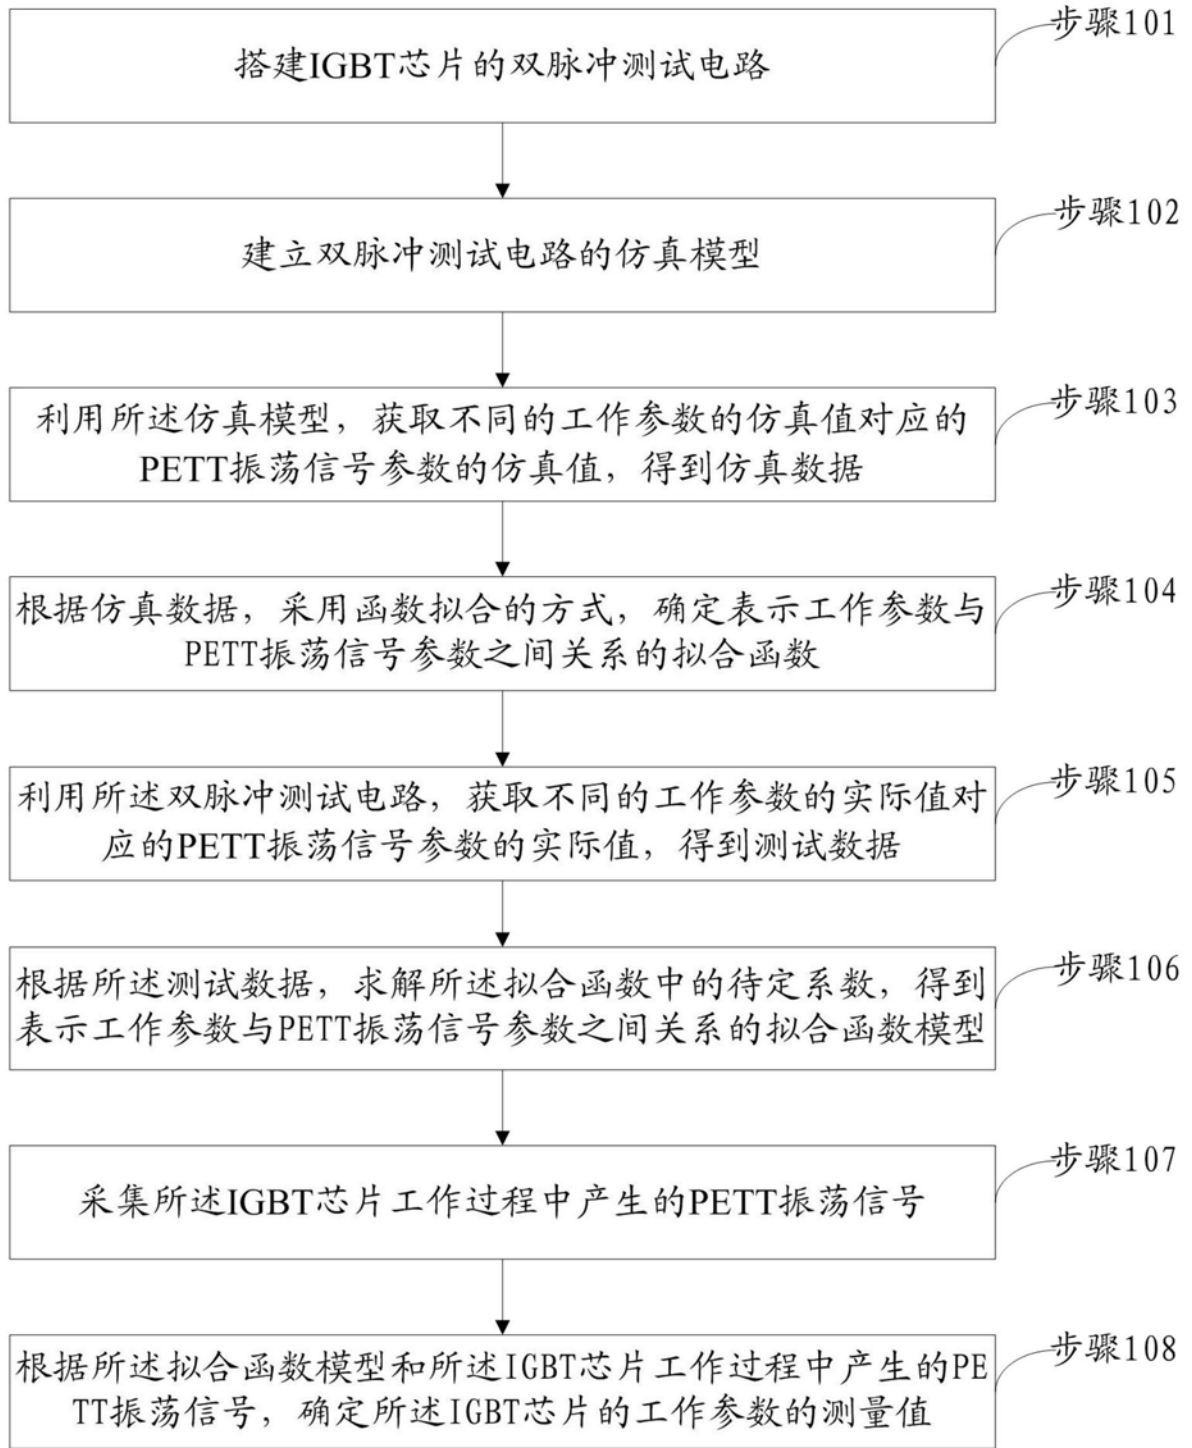 步骤101
搭建IGBT芯片的双脉冲测试电路
步骤102
建立双脉冲测试电路的仿真模型
步骤103
利用所述仿真模型，获取不同的工作参数的仿真值对应的
PETT振荡信号参数的仿真值，得到仿真数据
步骤104
根据仿真数据，采用函数拟合的方式，确定表示工作参数与
PETT振荡信号参数之间关系的拟合函数
步骤105
利用所述双脉冲测试电路，获取不同的工作参数的实际值对
应的PETT振荡信号参数的实际值，得到测试数据
步骤106
根据所述测试数据，求解所述拟合函数中的待定系数，得到
表示工作参数与PETT振荡信号参数之间关系的拟合函数模型
步骤107
采集所述IGBT芯片工作过程中产生的PETT振荡信号
步骤108
根据所述拟合函数模型和所述IGBT芯片工作过程中产生的PE
TT振荡信号，确定所述IGBT芯片的工作参数的测量值